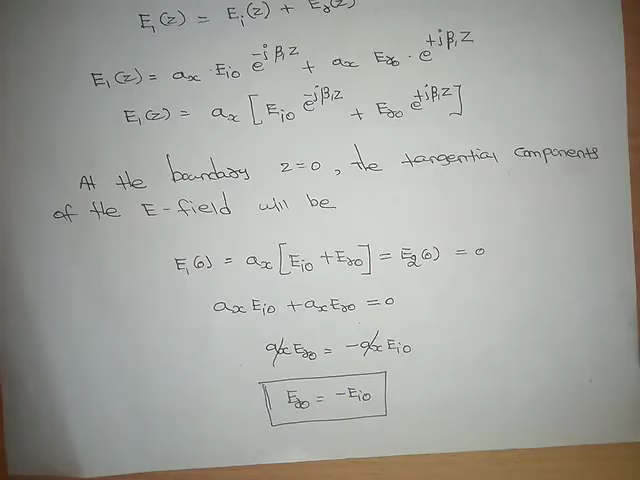 E₁(z) = Eᵢ(z) + Eᵣ(z)
E₁(z) = aₓ · Eᵢ₀ e^(-jβ₁z) + aₓ Eᵣ₀ · e^(+jβ₁z)
E₁(z) = aₓ [Eᵢ₀ e^(-jβ₁z) + Eᵣ₀ e^(+jβ₁z)]
At the boundary z=0, the tangential components
of the E-field will be
E₁(0) = aₓ [Eᵢ₀ + Eᵣ₀] = E₂(0) = 0
aₓ Eᵢ₀ + aₓ Eᵣ₀ = 0
aₓ Eᵣ₀ = -aₓ Eᵢ₀
Eᵣ₀ = -Eᵢ₀